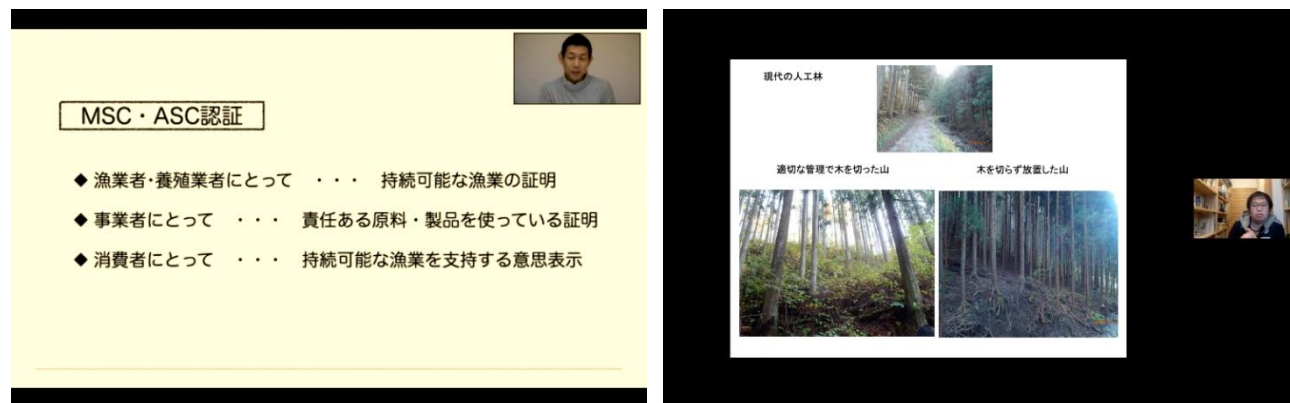 MSC・ASC認証
◆ 漁業者・養殖業者にとって ・・・ 持続可能な漁業の証明
◆ 事業者にとって ・・・ 責任ある原料・製品を使っている証明
◆ 消費者にとって ・・・ 持続可能な漁業を支持する意思表示
現代の人工林
適切な管理で木を切った山 木を切らず放置した山